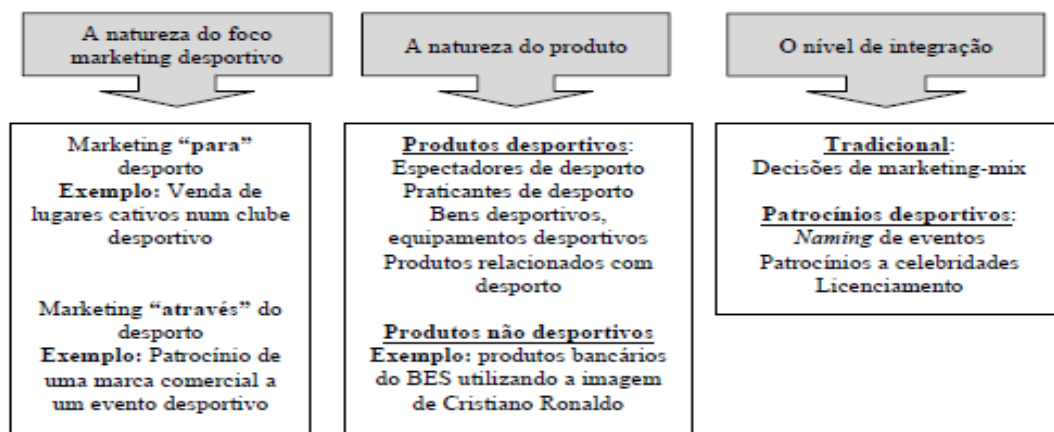 A natureza do foco
marketing desportivo
A natureza do produto
O nível de integração
Marketing “para”
desporto
Exemplo: Venda de
lugares cativos num clube
desportivo
Marketing “através” do
desporto
Exemplo: Patrocínio de
uma marca comercial a
um evento desportivo
Produtos desportivos:
Espectadores de desporto
Praticantes de desporto
Bens desportivos,
equipamentos desportivos
Produtos relacionados com
desporto
Produtos não desportivos
Exemplo: produtos bancários
do BES utilizando a imagem
de Cristiano Ronaldo
Tradicional:
Decisões de marketing-mix
Patrocínios desportivos:
Naming de eventos
Patrocínios a celebridades
Licenciamento